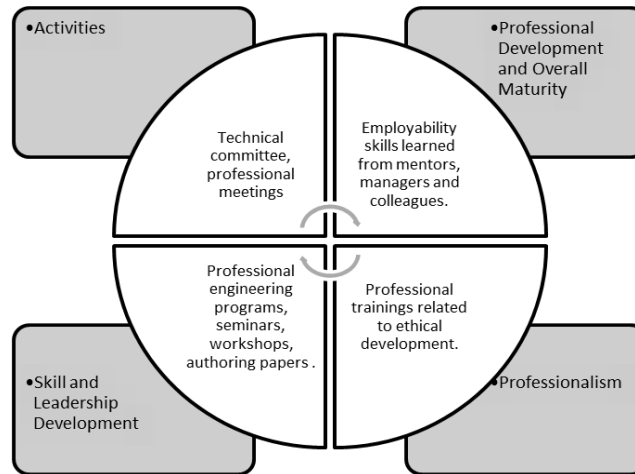 •Activities
•Professional
Development
and Overall
Maturity
Technical
committee,
professional
meetings
Employability
skills learned
from mentors,
managers and
colleagues.
Professional
engineering
programs,
seminars,
workshops,
authoring papers .
Professional
trainings related
to ethical
development.
•Skill and
Leadership
Development
•Professionalism